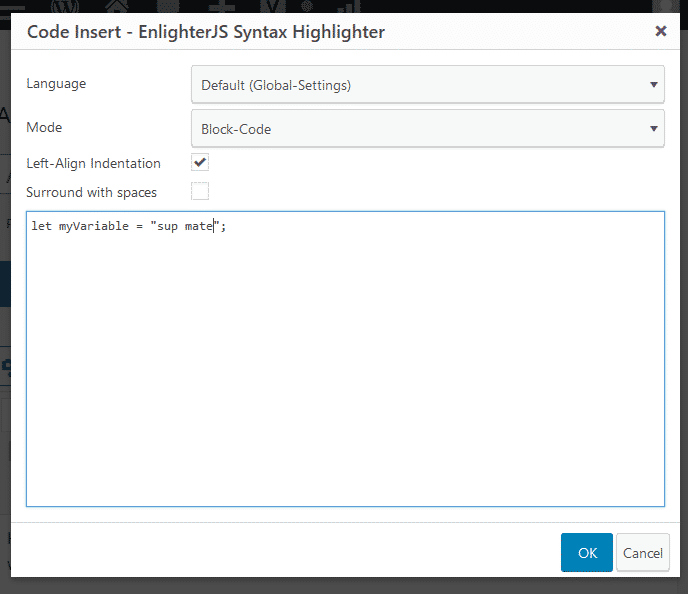 Code Insert - EnlighterJS Syntax Highlighter
Language
Default (Global-Settings)
Mode
Block-Code
Left-Align Indentation
Surround with spaces
let myVariable = "sup mate";
OK
Cancel